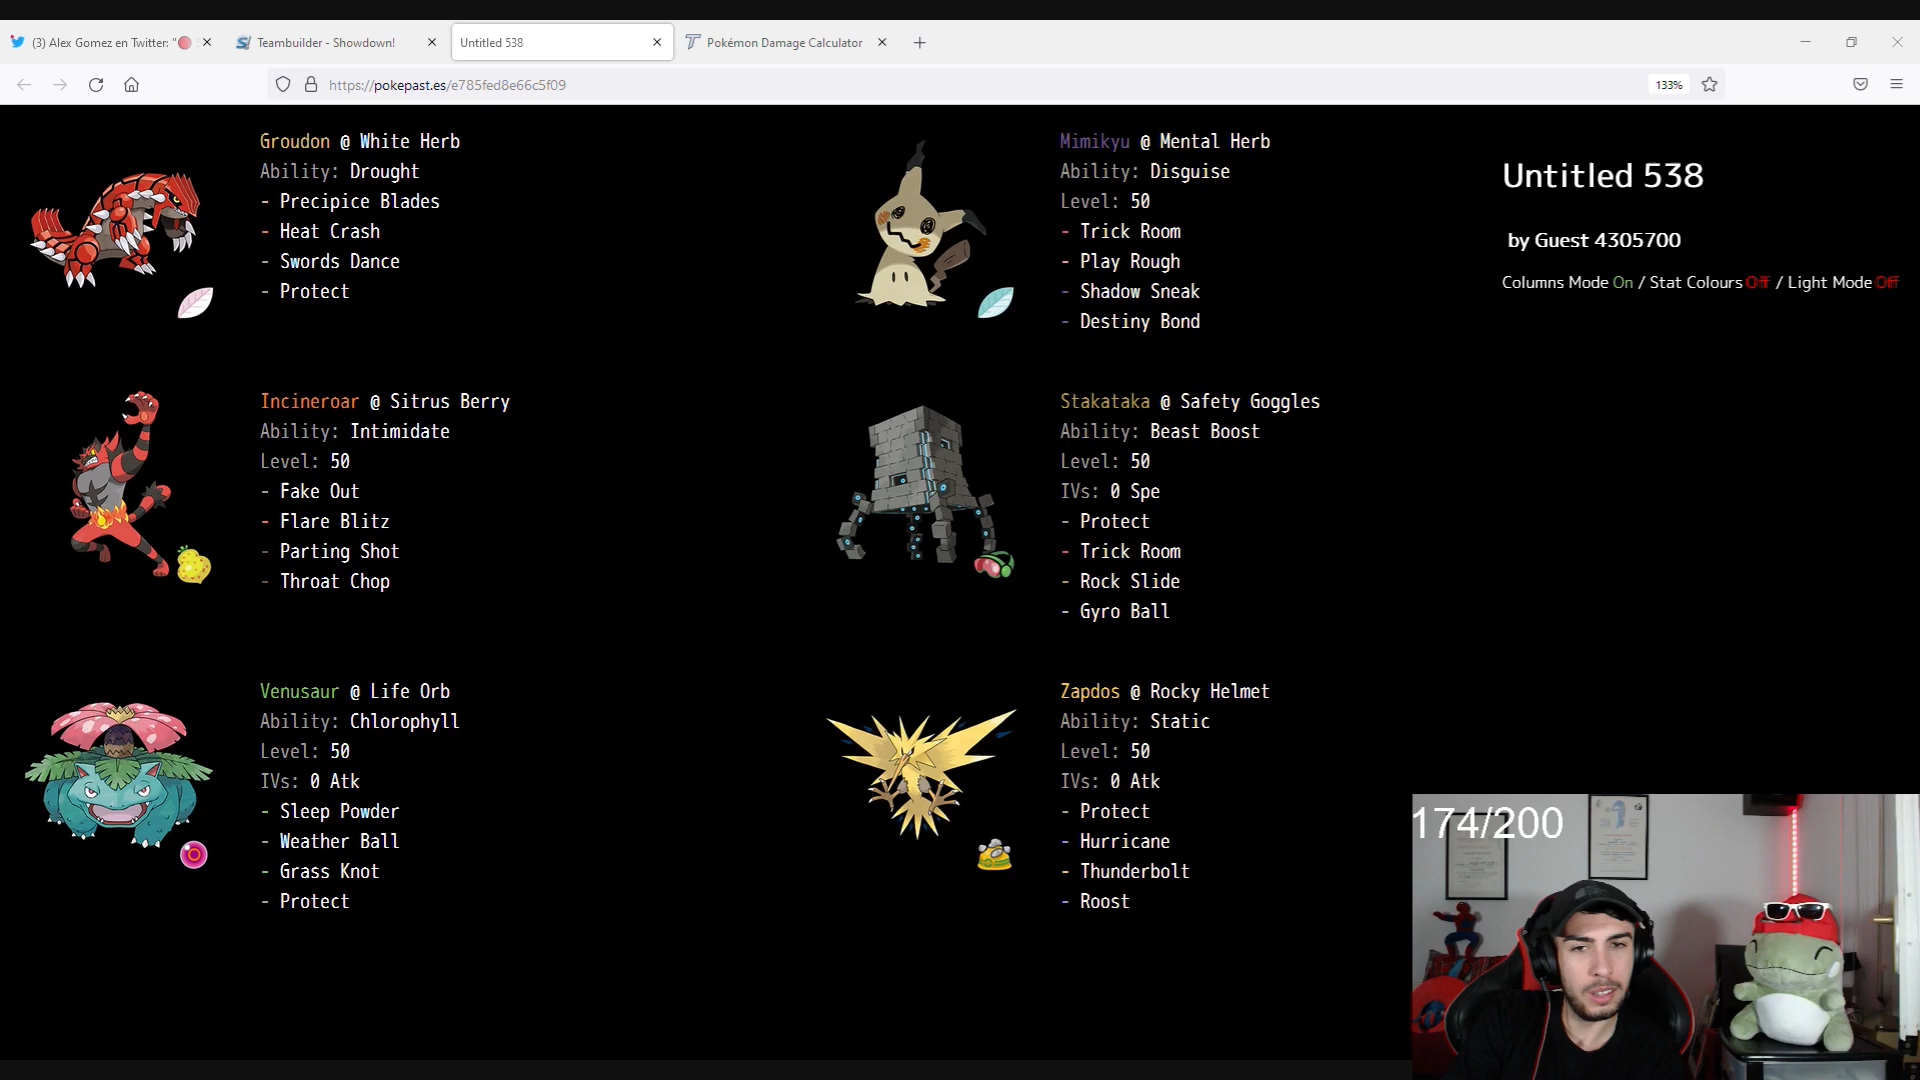 (3) Alex Gomez en Twitter: "
Teambuilder - Showdown!
Untitled 538
Pokémon Damage Calculator
https://pokepast.es/e785fed8e66c5f09
133%
Groudon @ White Herb
Ability: Drought
- Precipice Blades
- Heat Crash
- Swords Dance
- Protect
Mimikyu @ Mental Herb
Ability: Disguise
Level: 50
- Trick Room
- Play Rough
- Shadow Sneak
- Destiny Bond
Untitled 538
by Guest 4305700
Columns Mode On / Stat Colours Off / Light Mode Off
Incineroar @ Sitrus Berry
Ability: Intimidate
Level: 50
- Fake Out
- Flare Blitz
- Parting Shot
- Throat Chop
Stakataka @ Safety Goggles
Ability: Beast Boost
Level: 50
IVs: 0 Spe
- Protect
- Trick Room
- Rock Slide
- Gyro Ball
Venusaur @ Life Orb
Ability: Chlorophyll
Level: 50
IVs: 0 Atk
- Sleep Powder
- Weather Ball
- Grass Knot
- Protect
Zapdos @ Rocky Helmet
Ability: Static
Level: 50
IVs: 0 Atk
- Protect
- Hurricane
- Thunderbolt
- Roost
174/200